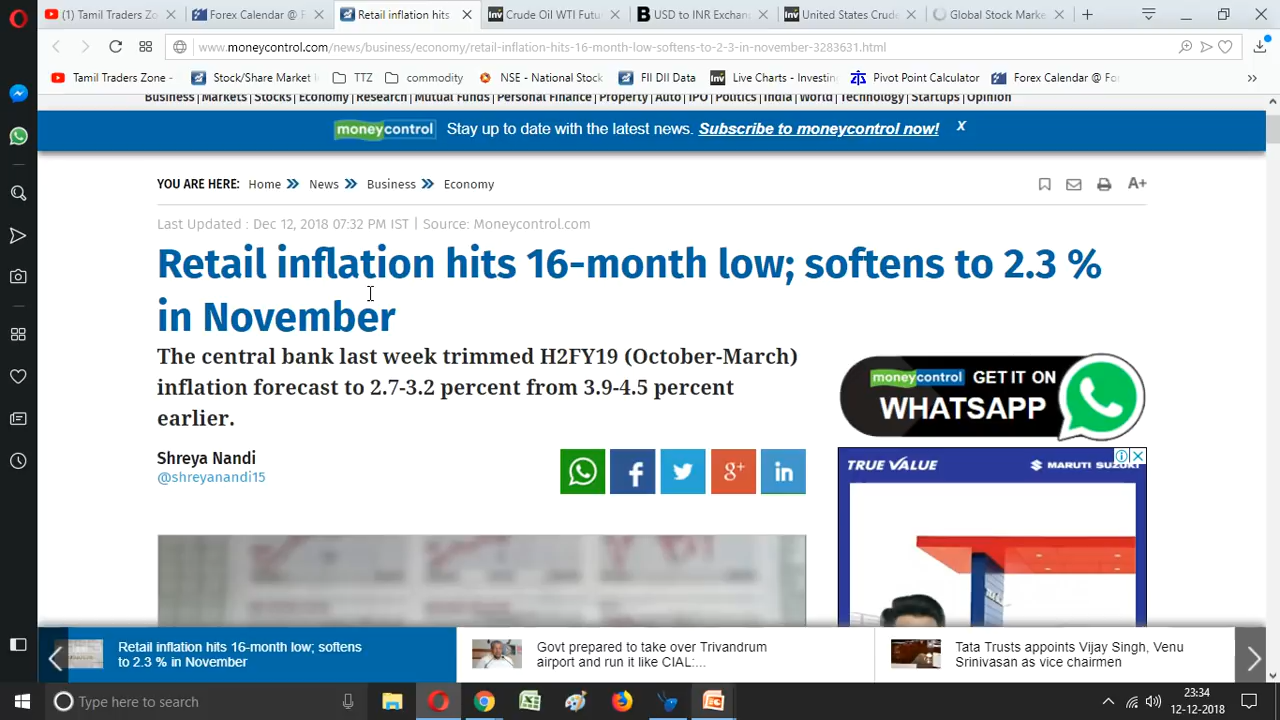 (1) Tamil Traders Zo
Forex Calendar @ F
Retail inflation hits
Crude Oil WTI Futu
USD to INR Exchan
United States Crud
Global Stock Mark
www.moneycontrol.com/news/business/economy/retail-inflation-hits-16-month-low-softens-to-2-3-in-november-3283631.html
Tamil Traders Zone -
Stock/Share Market
TTZ
commodity
NSE - National Stock
FII DII Data
Live Charts - Investing
Pivot Point Calculator
Forex Calendar @ Fo
Business | Markets | Stocks | Economy | Research | Mutual Funds | Personal Finance | Property | Auto | IPO | Politics | India | World | Technology | Startups | Opinion
moneycontrol Stay up to date with the latest news. Subscribe to moneycontrol now! X
YOU ARE HERE: Home News Business Economy
A+
Last Updated : Dec 12, 2018 07:32 PM IST | Source: Moneycontrol.com
Retail inflation hits 16-month low; softens to 2.3 %
in November
The central bank last week trimmed H2FY19 (October-March)
inflation forecast to 2.7-3.2 percent from 3.9-4.5 percent
earlier.
Shreya Nandi
@shreyanandi15
moneycontrol GET IT ON
WHATSAPP
TRUE VALUE
MARUTI SUZUKI
Retail inflation hits 16-month low; softens
to 2.3 % in November
Govt prepared to take over Trivandrum
airport and run it like CIAL:...
Tata Trusts appoints Vijay Singh, Venu
Srinivasan as vice chairmen
Type here to search
23:34
12-12-2018